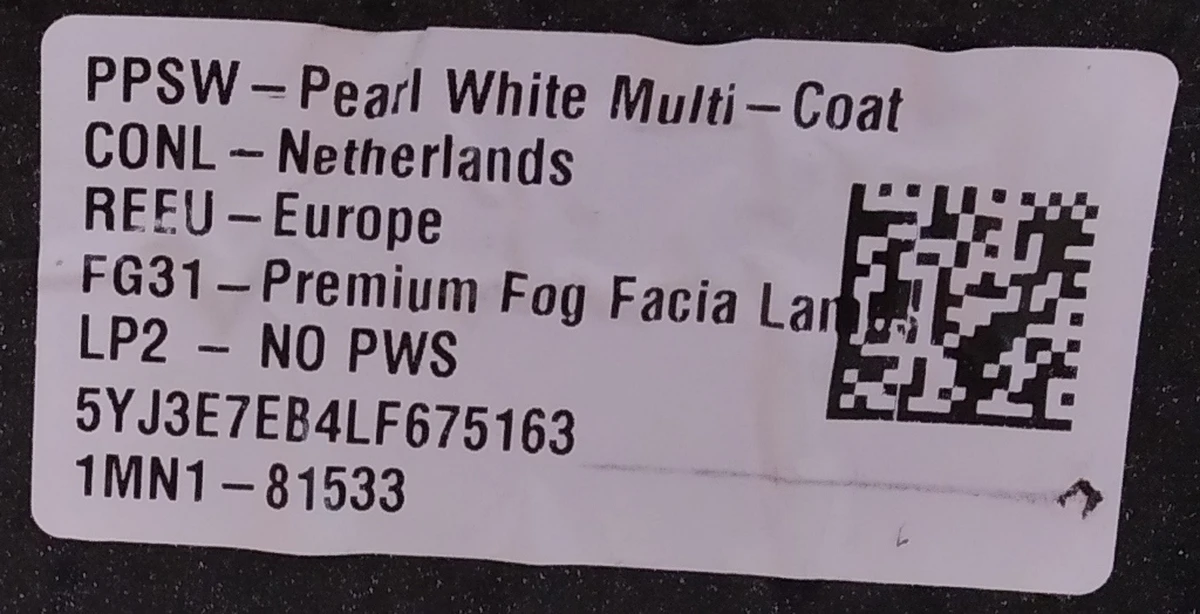 PPSW – Pearl White Multi – Coat
CONL – Netherlands
REEU – Europe
FG31 – Premium Fog Facia
LP2 – NO PWS
5YJ3E7EB4LF675163
1MN1 – 81533